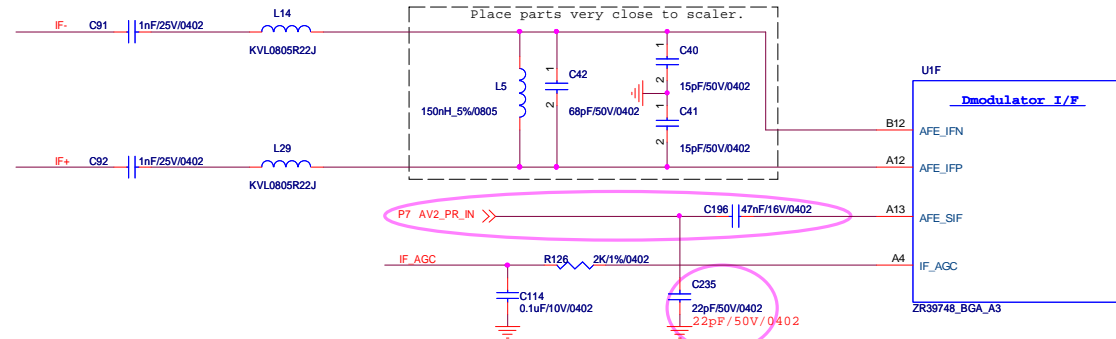 Place parts very close to scaler.
IF- C91 1nF/25V/0402 L14
KVL0805R22J
1 C40
2 15pF/50V/0402
1 C42
2 68pF/50V/0402
L5
150nH_5%/0805
1 C41
2 15pF/50V/0402
IF+ C92 1nF/25V/0402 L29
KVL0805R22J
U1F
Dmodulator I/F
B12 AFE_IFN
A12 AFE_IFP
P7 AV2_PR_IN C196 47nF/16V/0402 A13 AFE_SIF
IF_AGC R126 2K/1%/0402 A4 IF_AGC
C114
0.1uF/10V/0402
C235
22pF/50V/0402
22pF/50V/0402
ZR39748_BGA_A3